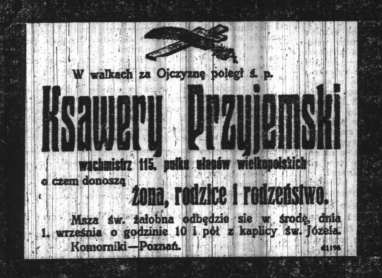 W walkach za Ojczyznę poległ ś. p.
Ksawery Przyjemski
wachmistrz 115. pułku ułanów wielkopolskich
o czem donoszą
żona, rodzice i rodzeństwo.
Msza św. żałobna odbędzie sie w środę, dnia
1. września o godzinie 10 i pół z kaplicy św. Józefa.
Komorniki—Poznań.